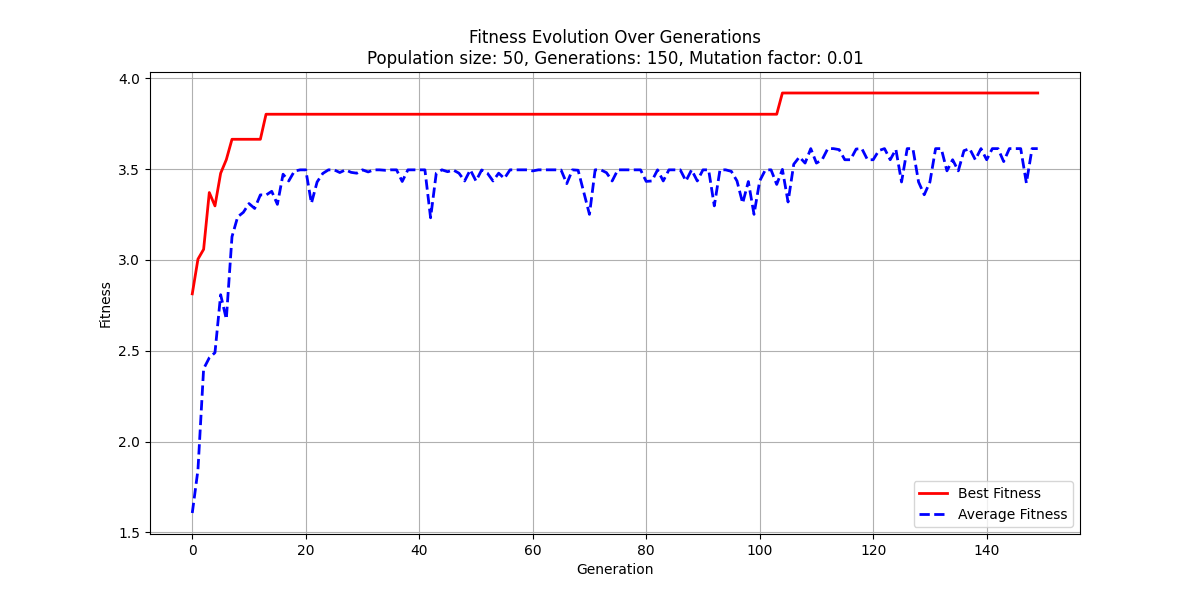 Fitness Evolution Over Generations
Population size: 50, Generations: 150, Mutation factor: 0.01
4.0
3.5
3.0
2.5
2.0
1.5
Fitness
0 20 40 60 80 100 120 140
Generation
Best Fitness
Average Fitness